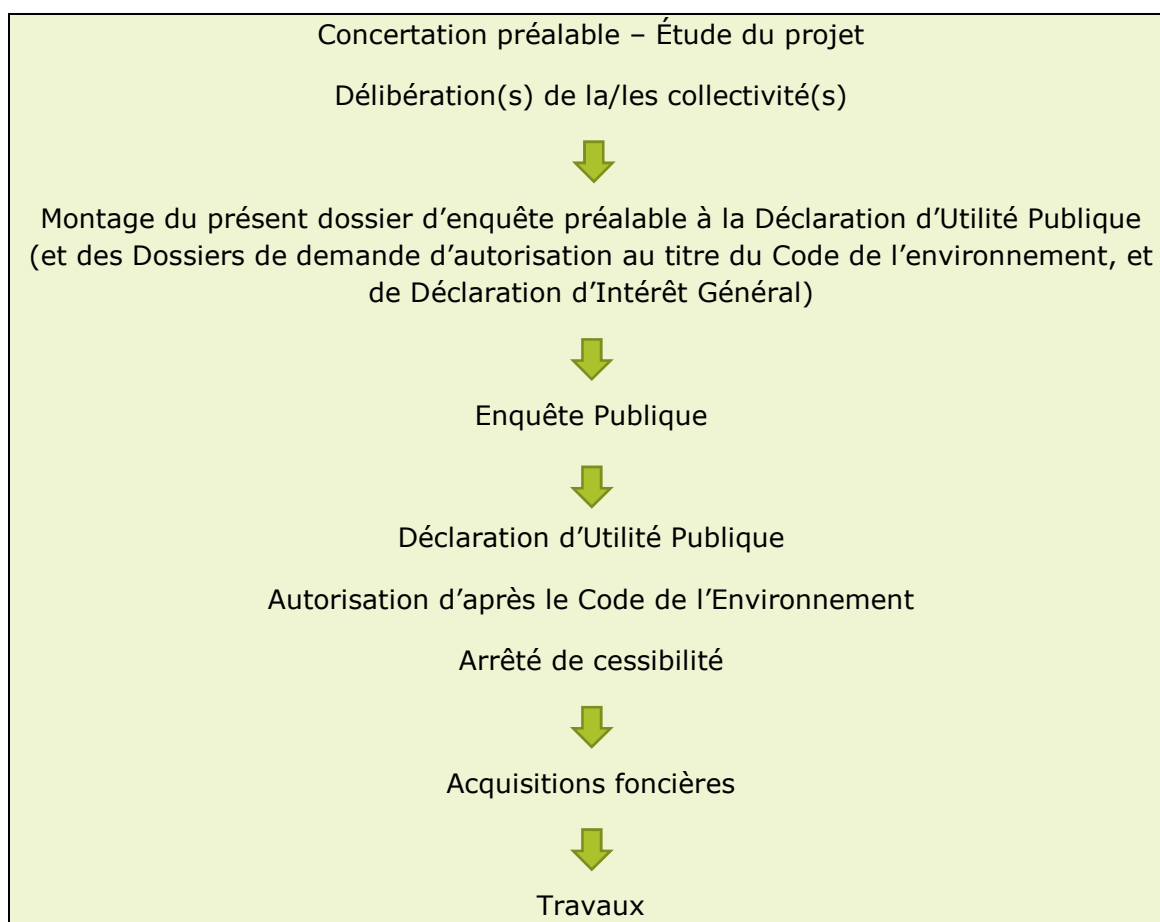 Concertation préalable – Étude du projet
Délibération(s) de la/les collectivité(s)
Montage du présent dossier d’enquête préalable à la Déclaration d’Utilité Publique
(et des Dossiers de demande d’autorisation au titre du Code de l’environnement, et
de Déclaration d’Intérêt Général)
Enquête Publique
Déclaration d’Utilité Publique
Autorisation d’après le Code de l’Environnement
Arrêté de cessibilité
Acquisitions foncières
Travaux